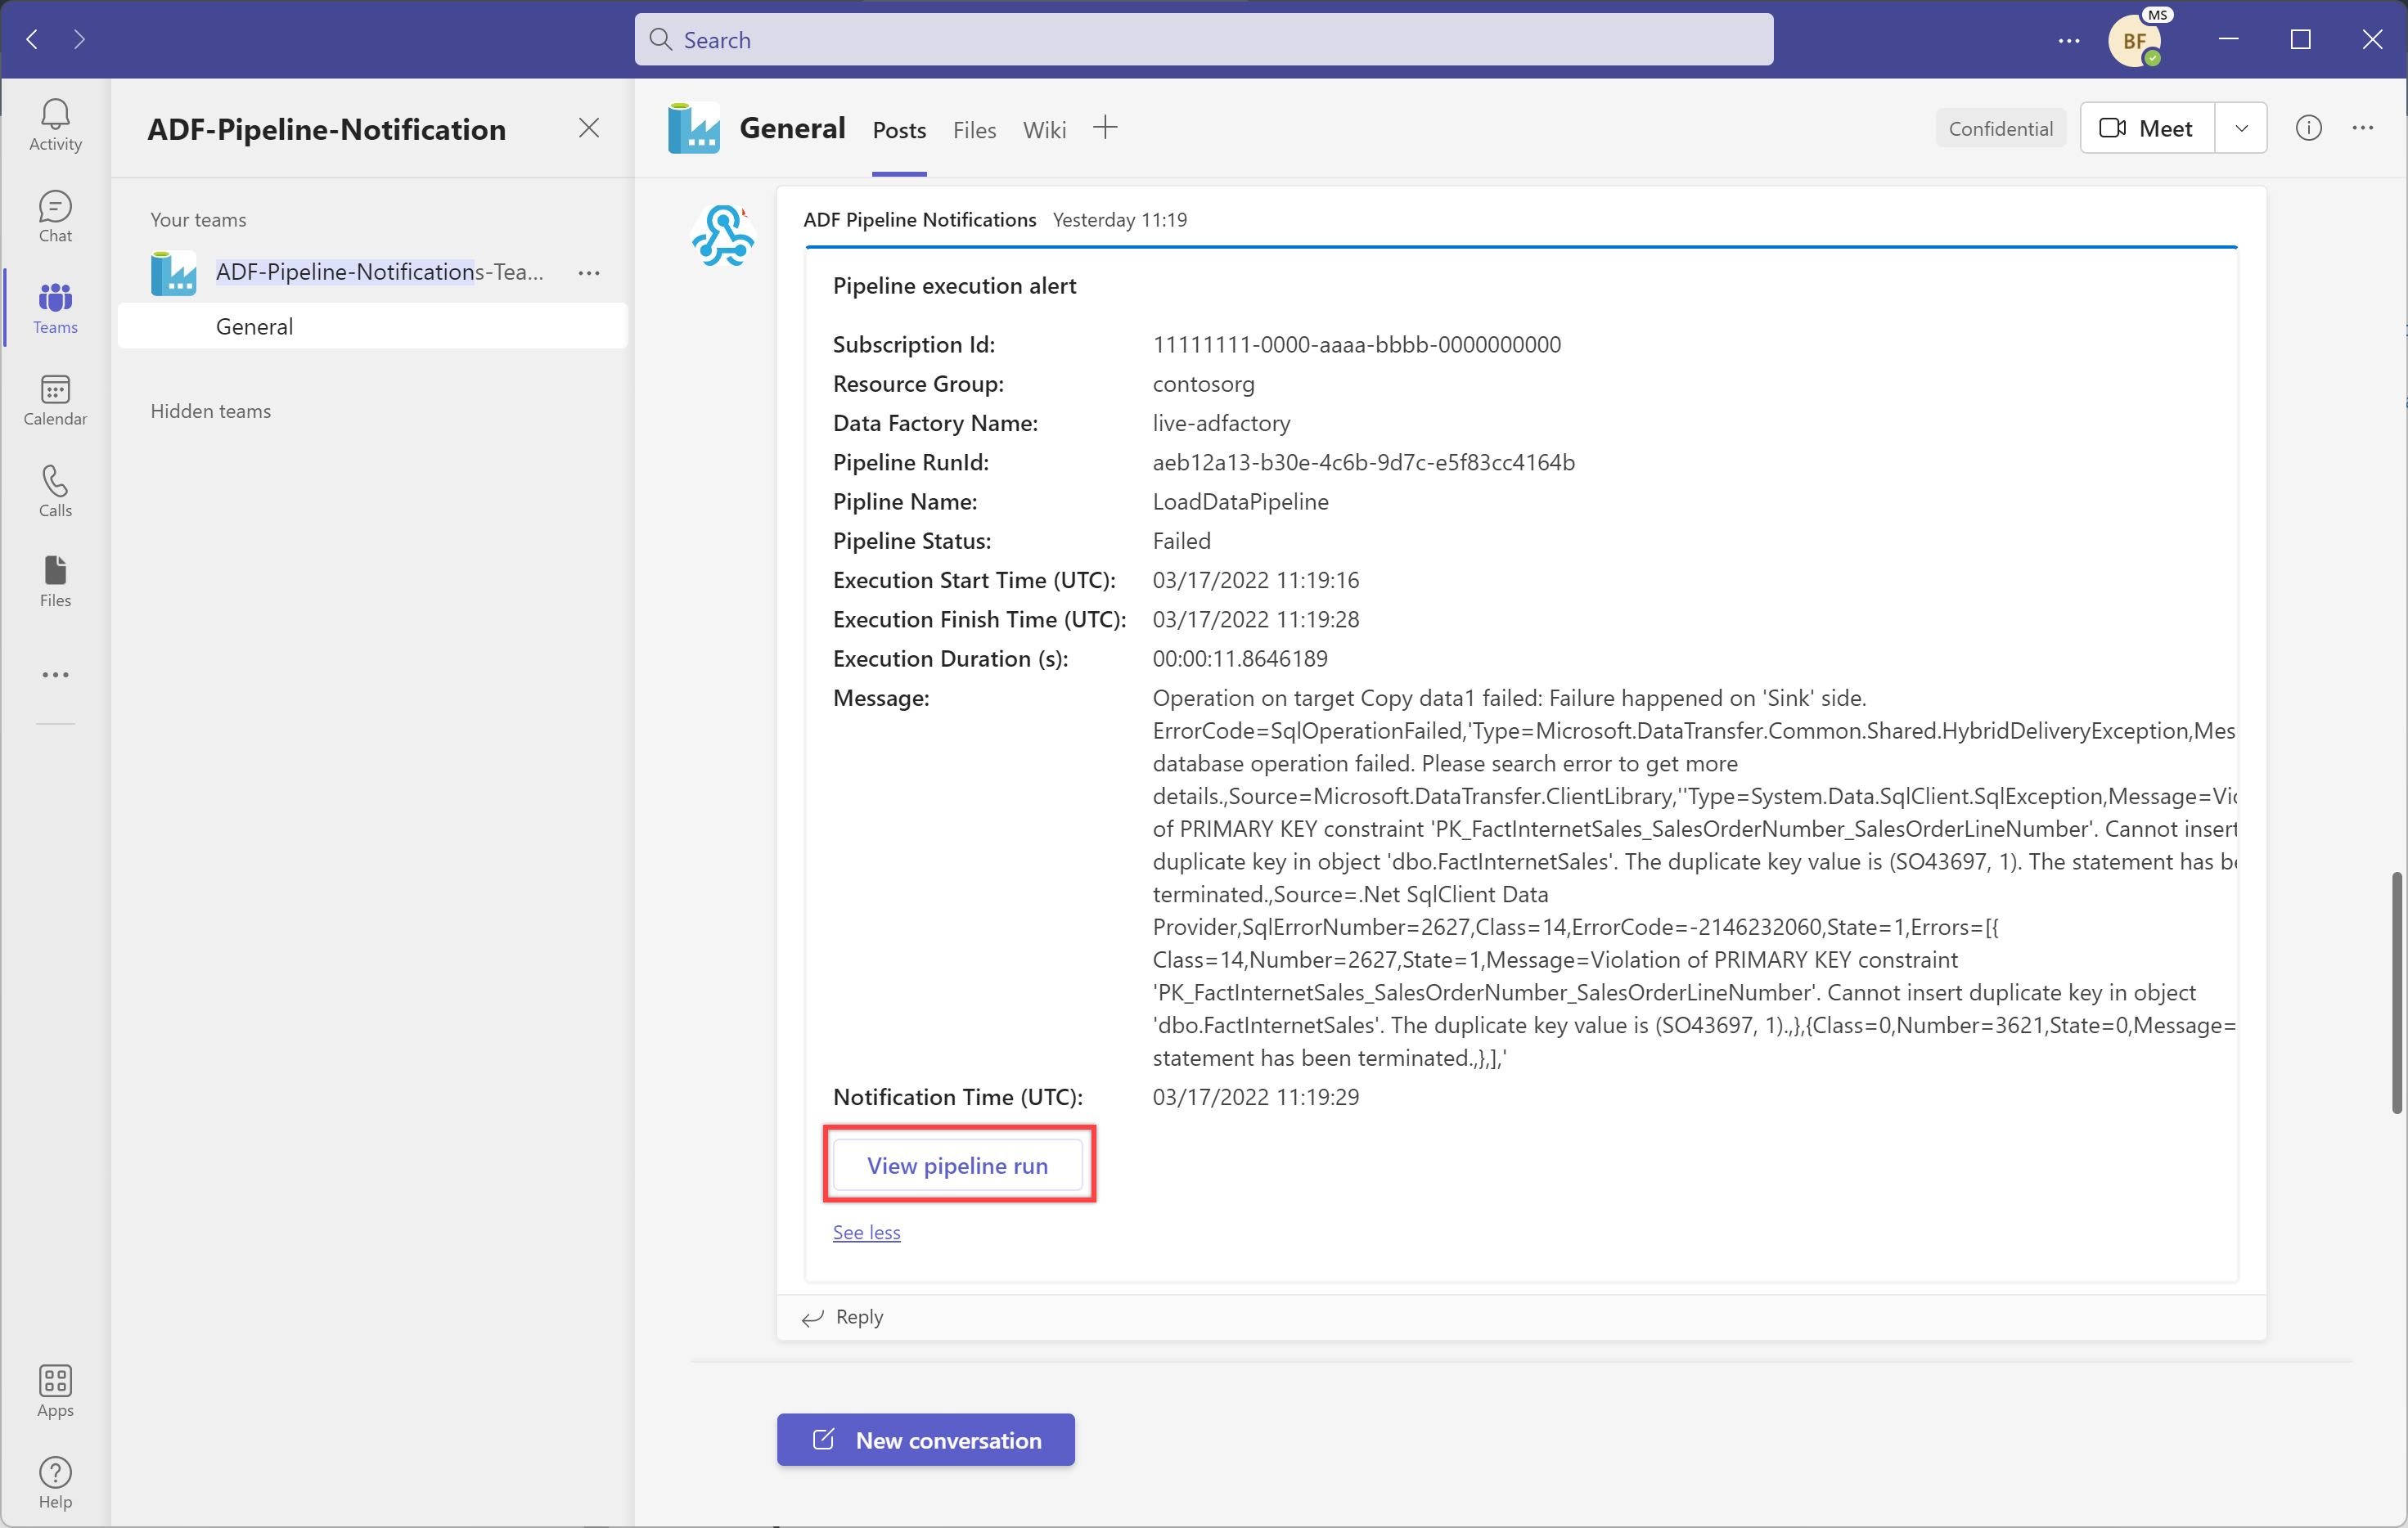 Search
MS
BF
Activity
Chat
Teams
Calendar
Calls
Files
Apps
Help
ADF-Pipeline-Notification
Your teams
ADF-Pipeline-Notifications-Tea...
General
Hidden teams
General Posts Files Wiki
Confidential Meet
ADF Pipeline Notifications Yesterday 11:19
Pipeline execution alert
Subscription Id: 11111111-0000-aaaa-bbbb-0000000000
Resource Group: contosorg
Data Factory Name: live-adfactory
Pipeline RunId: aeb12a13-b30e-4c6b-9d7c-e5f83cc4164b
Pipline Name: LoadDataPipeline
Pipeline Status: Failed
Execution Start Time (UTC): 03/17/2022 11:19:16
Execution Finish Time (UTC): 03/17/2022 11:19:28
Execution Duration (s): 00:00:11.8646189
Message: Operation on target Copy data1 failed: Failure happened on 'Sink' side.
ErrorCode=SqlOperationFailed,'Type=Microsoft.DataTransfer.Common.Shared.HybridDeliveryException,Mes
database operation failed. Please search error to get more
details.,Source=Microsoft.DataTransfer.ClientLibrary,''Type=System.Data.SqlClient.SqlException,Message=Vio
of PRIMARY KEY constraint 'PK_FactInternetSales_SalesOrderNumber_SalesOrderLineNumber'. Cannot insert
duplicate key in object 'dbo.FactInternetSales'. The duplicate key value is (SO43697, 1). The statement has be
terminated.,Source=.Net SqlClient Data
Provider,SqlErrorNumber=2627,Class=14,ErrorCode=-2146232060,State=1,Errors=[{
Class=14,Number=2627,State=1,Message=Violation of PRIMARY KEY constraint
'PK_FactInternetSales_SalesOrderNumber_SalesOrderLineNumber'. Cannot insert duplicate key in object
'dbo.FactInternetSales'. The duplicate key value is (SO43697, 1).,},{Class=0,Number=3621,State=0,Message=
statement has been terminated.,},],'
Notification Time (UTC): 03/17/2022 11:19:29
View pipeline run
See less
Reply
New conversation